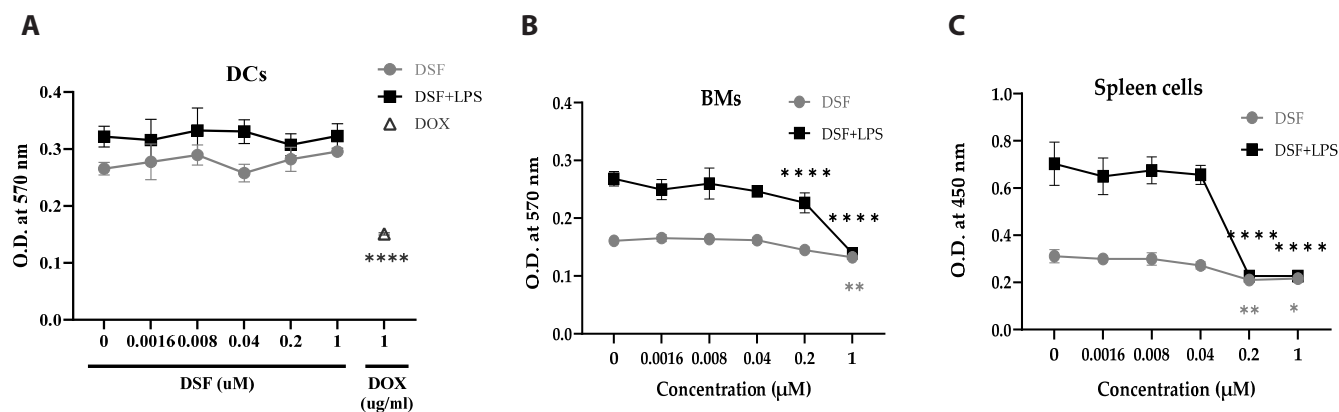 A
DCs
DSF
DSF+LPS
DOX
O.D. at 570 nm
0.4
0.3
0.2
0.1
0.0
****
0 0.0016 0.008 0.04 0.2 1 1
DSF (uM) DOX
(ug/ml)
B
BMs
DSF
DSF+LPS
O.D. at 570 nm
0.4
0.3
0.2
0.1
0.0
****
****
**
0 0.0016 0.008 0.04 0.2 1
Concentration (μM)
C
Spleen cells
DSF
DSF+LPS
O.D. at 450 nm
1.0
0.8
0.6
0.4
0.2
0.0
****
****
** *
0 0.0016 0.008 0.04 0.2 1
Concentration (μM)